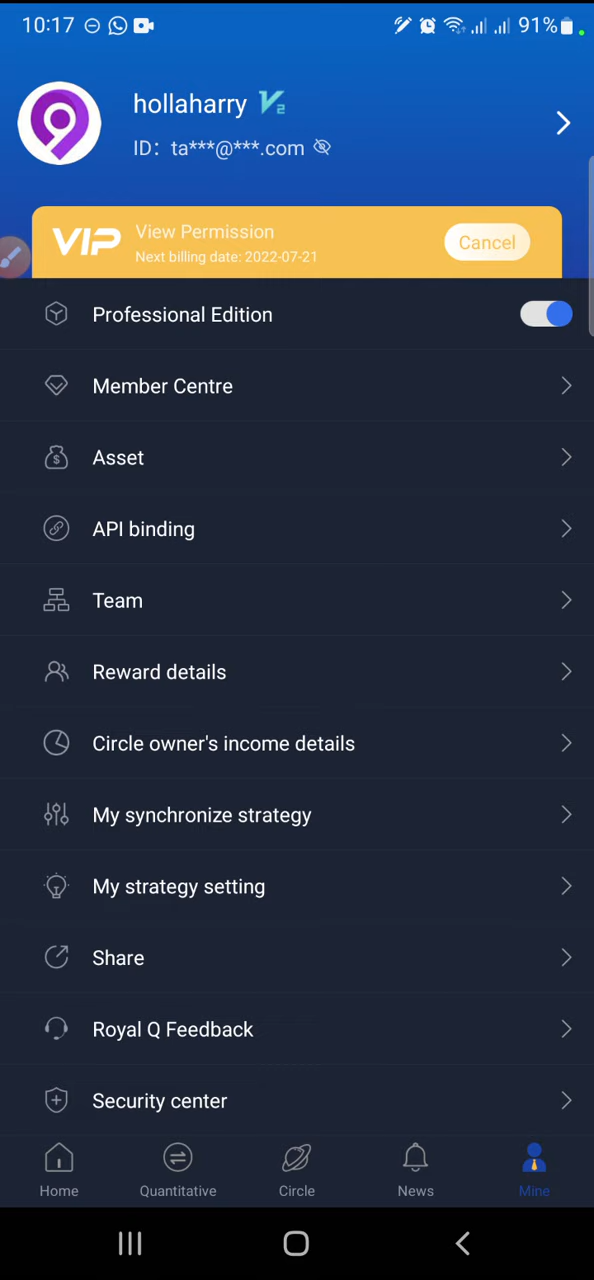 10:17 91%
hollaharry V2
ID: ta***@***.com
VIP View Permission Cancel
Next billing date: 2022-07-21
Professional Edition
Member Centre
Asset
API binding
Team
Reward details
Circle owner's income details
My synchronize strategy
My strategy setting
Share
Royal Q Feedback
Security center
Home Quantitative Circle News Mine